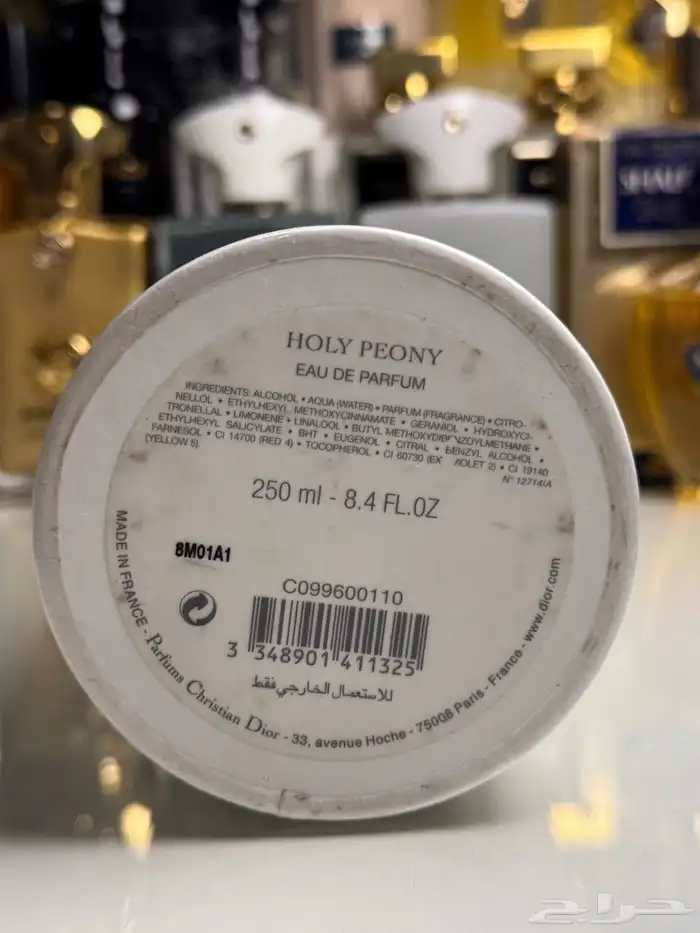 HOLY PEONY
EAU DE PARFUM
INGREDIENTS: ALCOHOL • AQUA (WATER) • PARFUM (FRAGRANCE) • CITRO-
NELLOL • ETHYLHEXYL METHOXYCINNAMATE • GERANIOL • HYDROXYCI-
TRONELLAL • LIMONENE • LINALOOL • BUTYL METHOXYDIBENZOYLMETHANE •
ETHYLHEXYL SALICYLATE • BHT • EUGENOL • CITRAL • BENZYL ALCOHOL •
FARNESOL • CI 14700 (RED 4) • TOCOPHEROL • CI 60730 (EX VIOLET 2) • CI 19140
(YELLOW 5).
N° 12714/A
250 ml - 8.4 FL.OZ
8M01A1
C099600110
3 348901 411325
للاستعمال الخارجي فقط
MADE IN FRANCE - Parfums Christian Dior - 33, avenue Hoche - 75008 Paris - France - www.dior.com
حراج